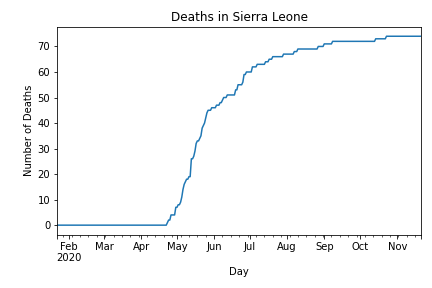 Deaths in Sierra Leone
Number of Deaths
70
60
50
40
30
20
10
0
Feb Mar Apr May Jun Jul Aug Sep Oct Nov
2020
Day